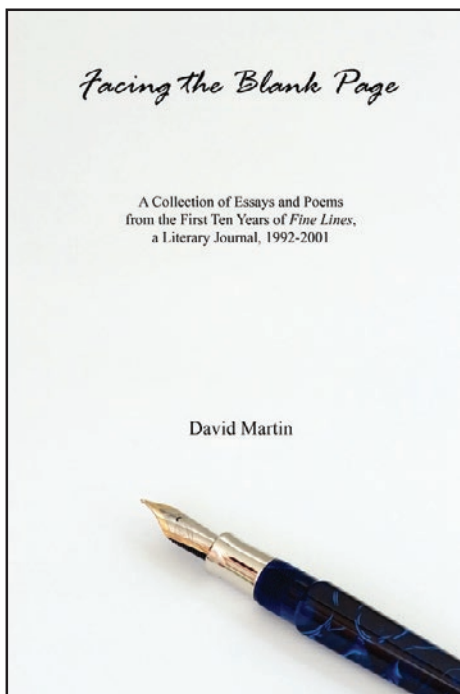 Facing the Blank Page
A Collection of Essays and Poems
from the First Ten Years of Fine Lines,
a Literary Journal, 1992-2001
David Martin